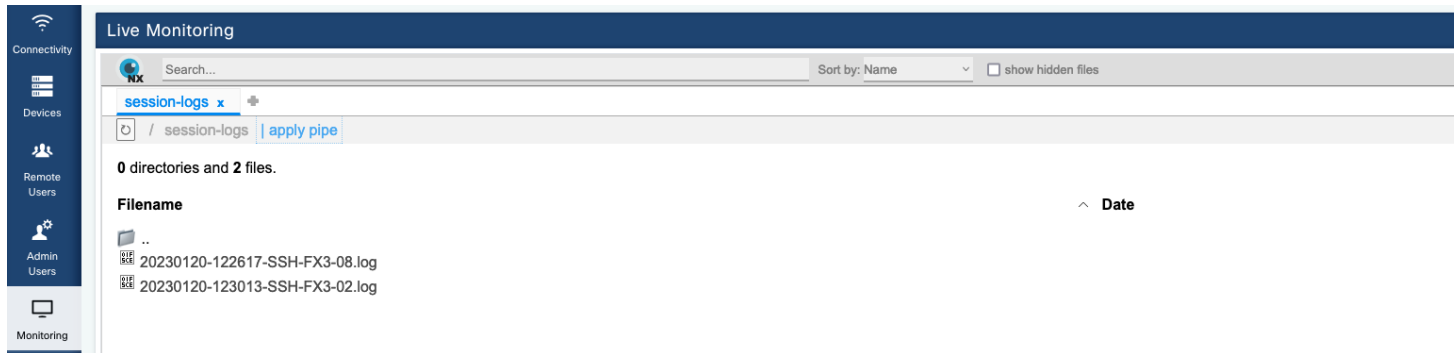 Connectivity
Devices
Remote
Users
Admin
Users
Monitoring
Live Monitoring
NX
Search...
Sort by: Name
show hidden files
session-logs x
/ session-logs | apply pipe
0 directories and 2 files.
Filename
Date
..
20230120-122617-SSH-FX3-08.log
20230120-123013-SSH-FX3-02.log